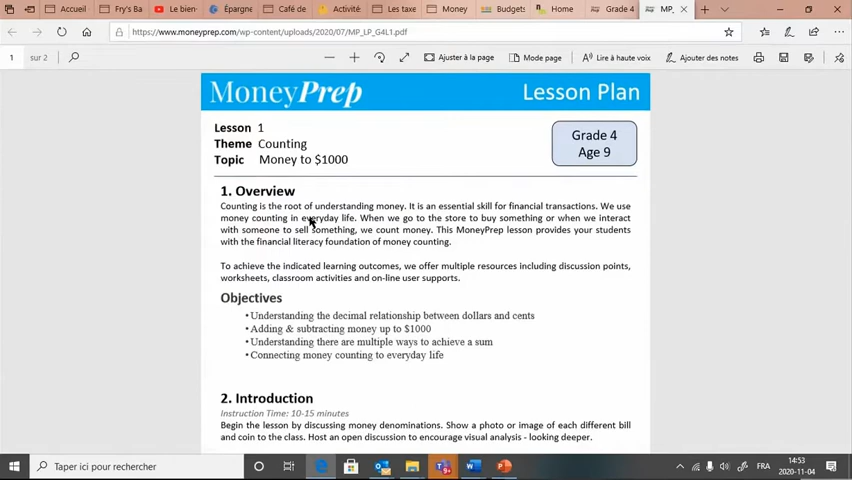 Accueil
Fry's Ba
Le bien
Épargne
Café de
Activité
Les taxe
Money
Budgets
Home
Grade 4
MP_
https://www.moneyprep.com/wp-content/uploads/2020/07/MP_LP_G4L1.pdf
1 sur 2
Ajuster à la page
Mode page
Lire à haute voix
Ajouter des notes
MoneyPrep Lesson Plan
Lesson 1
Theme Counting
Topic Money to $1000
Grade 4
Age 9
1. Overview
Counting is the root of understanding money. It is an essential skill for financial transactions. We use
money counting in everyday life. When we go to the store to buy something or when we interact
with someone to sell something, we count money. This MoneyPrep lesson provides your students
with the financial literacy foundation of money counting.
To achieve the indicated learning outcomes, we offer multiple resources including discussion points,
worksheets, classroom activities and on-line user supports.
Objectives
• Understanding the decimal relationship between dollars and cents
• Adding & subtracting money up to $1000
• Understanding there are multiple ways to achieve a sum
• Connecting money counting to everyday life
2. Introduction
Instruction Time: 10-15 minutes
Begin the lesson by discussing money denominations. Show a photo or image of each different bill
and coin to the class. Host an open discussion to encourage visual analysis - looking deeper.
Taper ici pour rechercher
FRA
14:53
2020-11-04